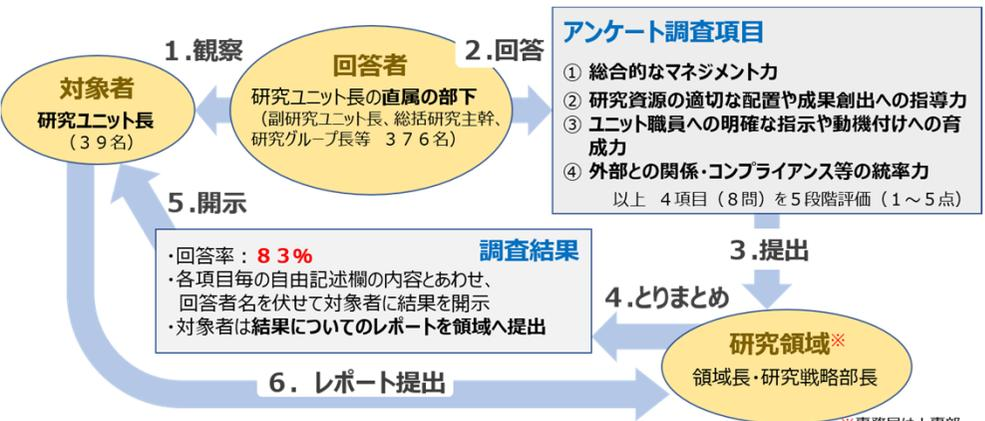 1.観察
2.回答
対象者
研究ユニット長
（３９名）
回答者
研究ユニット長の直属の部下
（副研究ユニット長、総括研究主幹、
研究グループ長等　３７６名）
アンケート調査項目
① 総合的なマネジメント力
② 研究資源の適切な配置や成果創出への指導力
③ ユニット職員への明確な指示や動機付けへの育
成力
④ 外部との関係・コンプライアンス等の統率力
以上　４項目（８問）を５段階評価（１～５点）
3.提出
5.開示
調査結果
・回答率：８３％
・各項目毎の自由記述欄の内容とあわせ、
回答者名を伏せて対象者に結果を開示
・対象者は結果についてのレポートを領域へ提出
4.とりまとめ
研究領域※
領域長・研究戦略部長
6. レポート提出